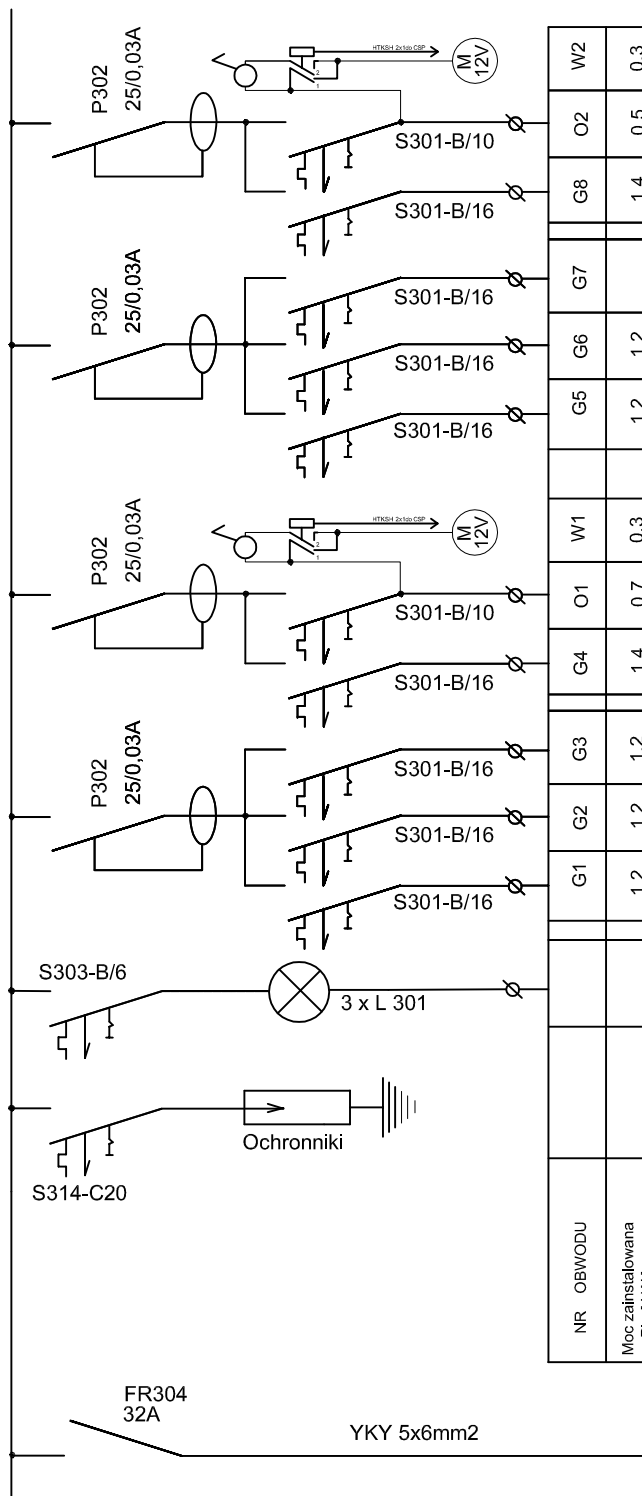 P302
25/0,03A
HTKSH 2x1do CSP
2
1
M
12V
S301-B/10
S301-B/16
P302
25/0,03A
S301-B/16
S301-B/16
S301-B/16
P302
25/0,03A
HTKSH 2x1do CSP
2
1
M
12V
S301-B/10
S301-B/16
P302
25/0,03A
S301-B/16
S301-B/16
S301-B/16
S303-B/6
3 x L 301
Ochronniki
S314-C20
FR304
32A
YKY 5x6mm2
NR OBWODU G1 G2 G3 G4 O1 W1 G5 G6 G7 G8 O2 W2
Moc zainstalowana 1.2 1.2 1.2 1.4 0.7 0.3 1.2 1.2 1.4 0.5 0.3